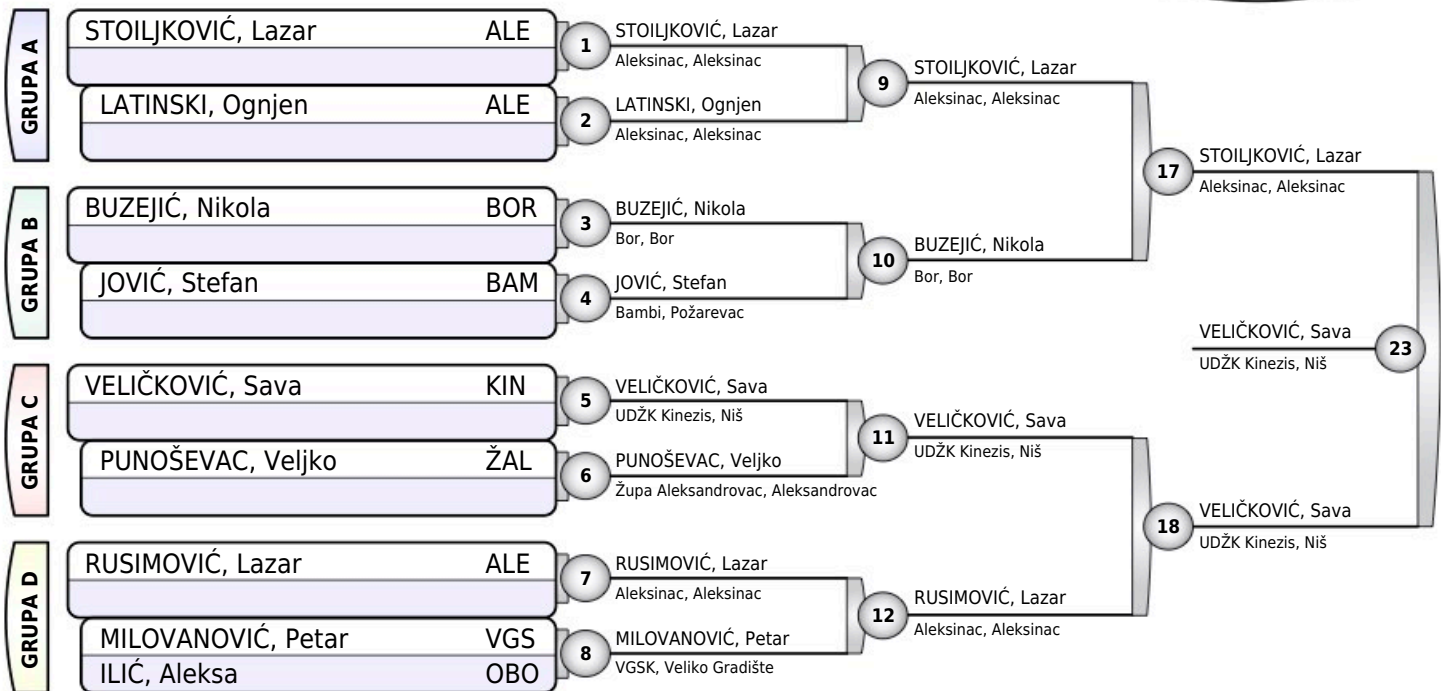 GRUPA A
STOILJKOVIĆ, Lazar ALE
LATINSKI, Ognjen ALE
GRUPA B
BUZEJIĆ, Nikola BOR
JOVIĆ, Stefan BAM
GRUPA C
VELIČKOVIĆ, Sava KIN
PUNOŠEVAC, Veljko ŽAL
GRUPA D
RUSIMOVIĆ, Lazar ALE
MILOVANOVIĆ, Petar VGS
ILIĆ, Aleksa OBO
1 STOILJKOVIĆ, Lazar
Aleksinac, Aleksinac
2 LATINSKI, Ognjen
Aleksinac, Aleksinac
3 BUZEJIĆ, Nikola
Bor, Bor
4 JOVIĆ, Stefan
Bambi, Požarevac
5 VELIČKOVIĆ, Sava
UDŽK Kinezis, Niš
6 PUNOŠEVAC, Veljko
Župa Aleksandrovac, Aleksandrovac
7 RUSIMOVIĆ, Lazar
Aleksinac, Aleksinac
8 MILOVANOVIĆ, Petar
VGSK, Veliko Gradište
9 STOILJKOVIĆ, Lazar
Aleksinac, Aleksinac
10 BUZEJIĆ, Nikola
Bor, Bor
11 VELIČKOVIĆ, Sava
UDŽK Kinezis, Niš
12 RUSIMOVIĆ, Lazar
Aleksinac, Aleksinac
17 STOILJKOVIĆ, Lazar
Aleksinac, Aleksinac
18 VELIČKOVIĆ, Sava
UDŽK Kinezis, Niš
VELIČKOVIĆ, Sava 23
UDŽK Kinezis, Niš